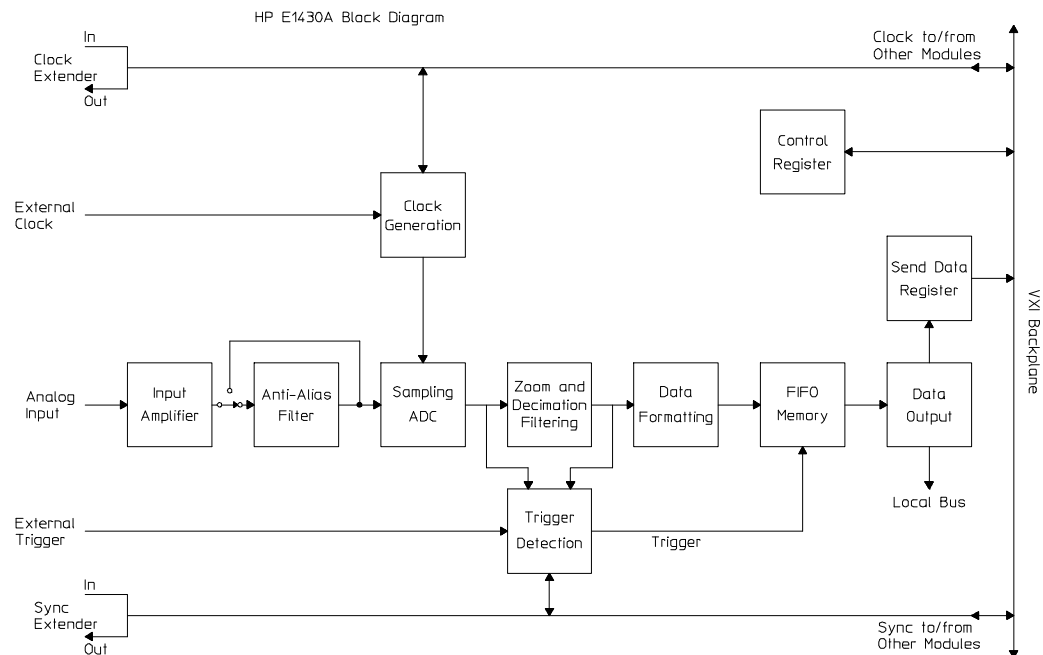 HP E1430A Block Diagram
In
Clock
Extender
Out
Clock to/from
Other Modules
Control
Register
External
Clock
Clock
Generation
Send Data
Register
VXI Backplane
Analog
Input
Input
Amplifier
Anti-Alias
Filter
Sampling
ADC
Zoom and
Decimation
Filtering
Data
Formatting
FIFO
Memory
Data
Output
Local Bus
External
Trigger
Trigger
Detection
Trigger
In
Sync
Extender
Out
Sync to/from
Other Modules